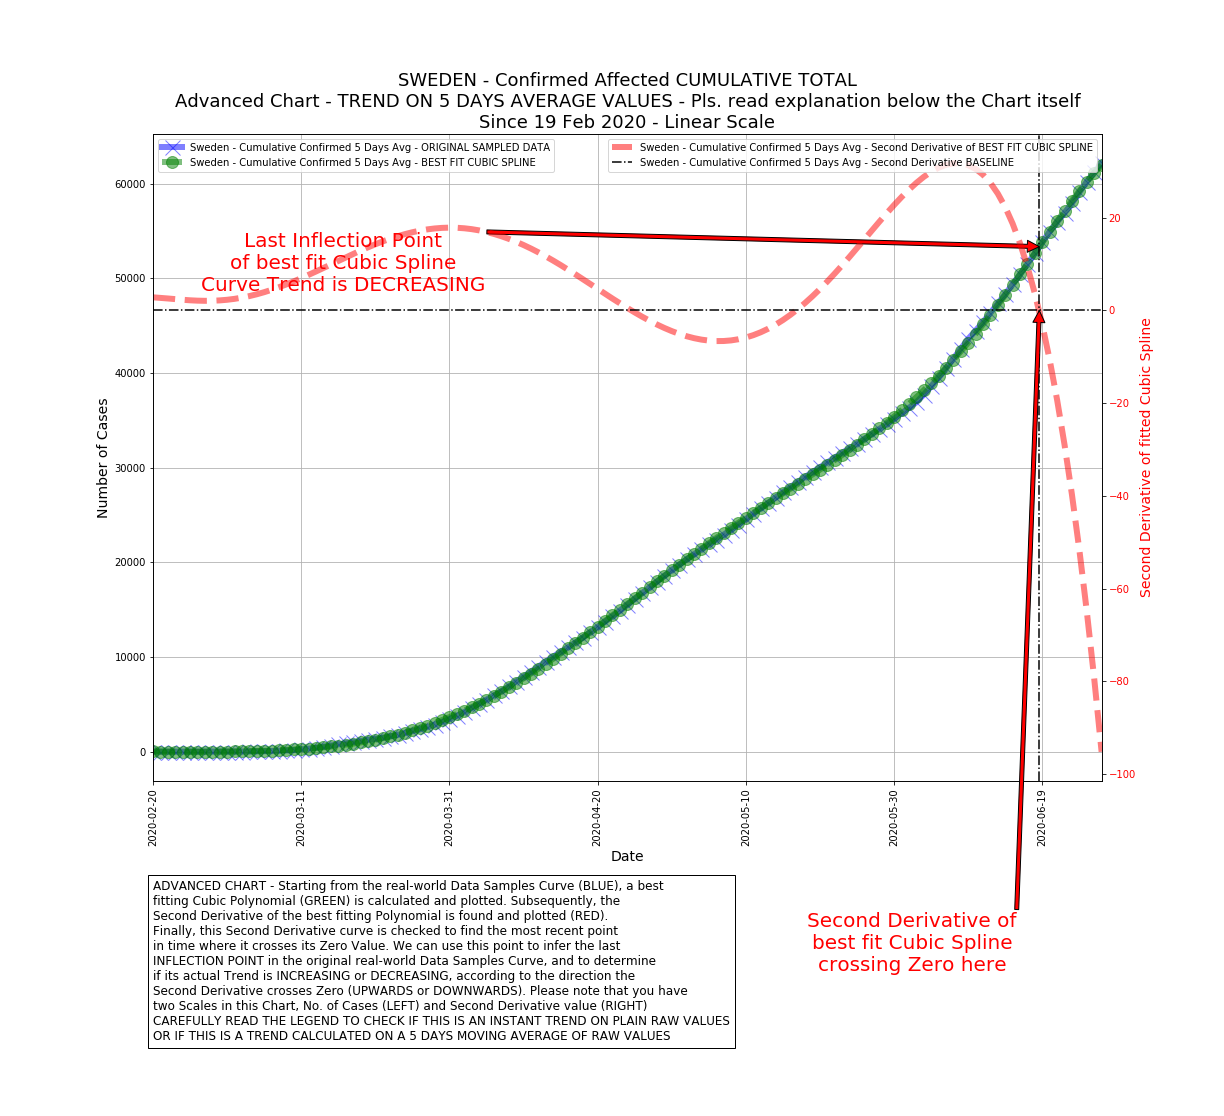 SWEDEN - Confirmed Affected CUMULATIVE TOTAL
Advanced Chart - TREND ON 5 DAYS AVERAGE VALUES - Pls. read explanation below the Chart itself
Since 19 Feb 2020 - Linear Scale
Sweden - Cumulative Confirmed 5 Days Avg - ORIGINAL SAMPLED DATA
Sweden - Cumulative Confirmed 5 Days Avg - BEST FIT CUBIC SPLINE
Sweden - Cumulative Confirmed 5 Days Avg - Second Derivative of BEST FIT CUBIC SPLINE
Sweden - Cumulative Confirmed 5 Days Avg - Second Derivative BASELINE
Last Inflection Point
of best fit Cubic Spline
Curve Trend is DECREASING
Number of Cases
60000
50000
40000
30000
20000
10000
0
20
0
−20
−40
−60
−80
−100
Second Derivative of fitted Cubic Spline
2020-02-20
2020-03-11
2020-03-31
2020-04-20
2020-05-10
2020-05-30
2020-06-19
Date
Second Derivative of
best fit Cubic Spline
crossing Zero here
ADVANCED CHART - Starting from the real-world Data Samples Curve (BLUE), a best
fitting Cubic Polynomial (GREEN) is calculated and plotted. Subsequently, the
Second Derivative of the best fitting Polynomial is found and plotted (RED).
Finally, this Second Derivative curve is checked to find the most recent point
in time where it crosses its Zero Value. We can use this point to infer the last
INFLECTION POINT in the original real-world Data Samples Curve, and to determine
if its actual Trend is INCREASING or DECREASING, according to the direction the
Second Derivative crosses Zero (UPWARDS or DOWNWARDS). Please note that you have
two Scales in this Chart, No. of Cases (LEFT) and Second Derivative value (RIGHT)
CAREFULLY READ THE LEGEND TO CHECK IF THIS IS AN INSTANT TREND ON PLAIN RAW VALUES
OR IF THIS IS A TREND CALCULATED ON A 5 DAYS MOVING AVERAGE OF RAW VALUES